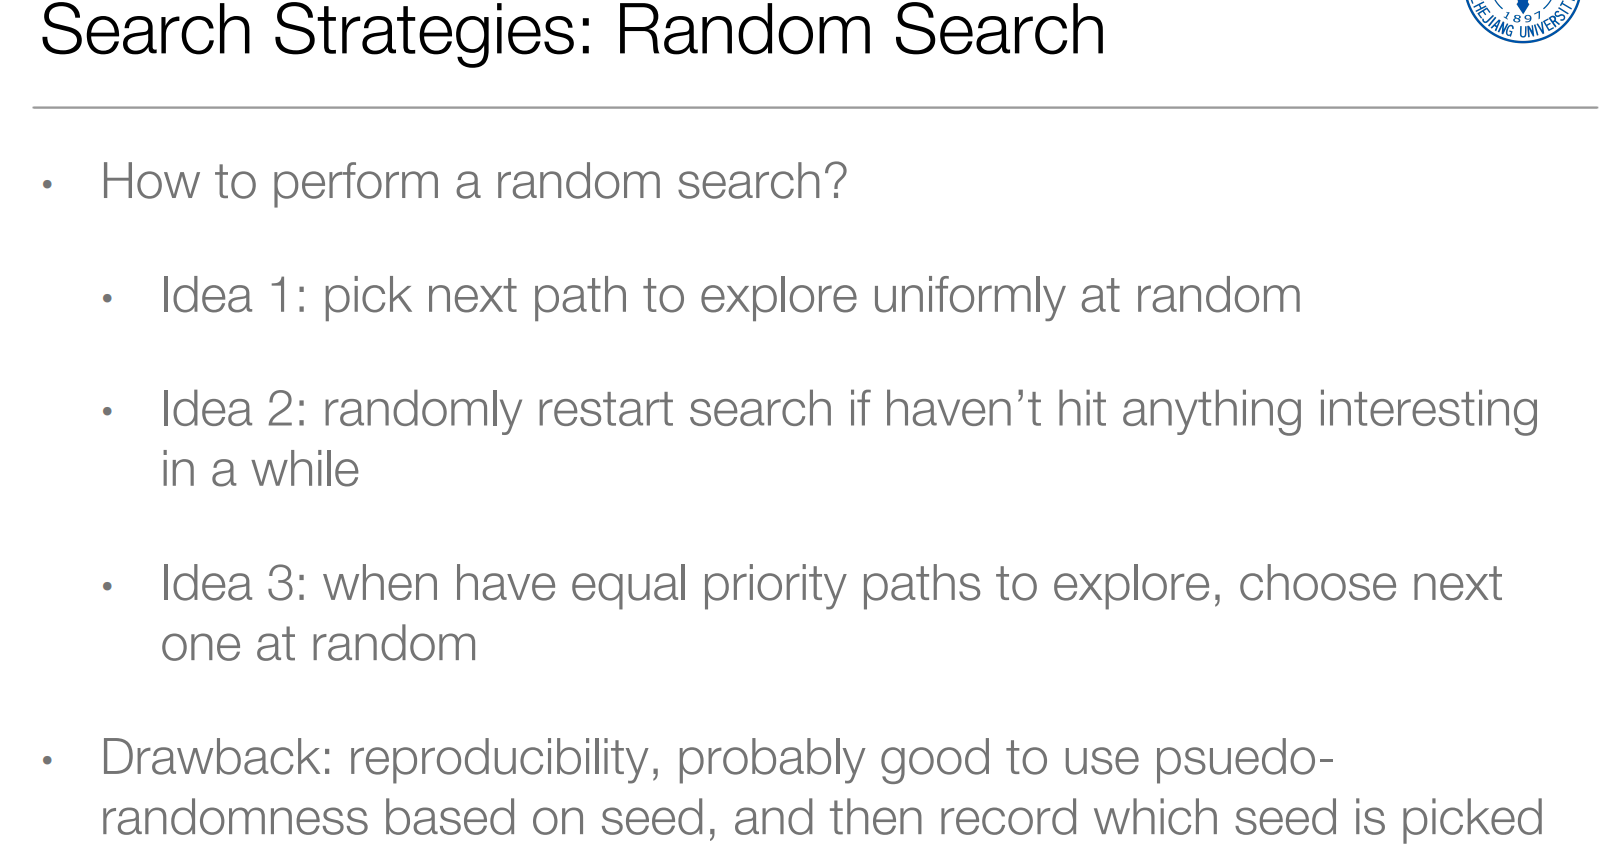 Search Strategies: Random Search
1897
ZHEJIANG UNIVERSITY
• How to perform a random search?
• Idea 1: pick next path to explore uniformly at random
• Idea 2: randomly restart search if haven’t hit anything interesting
in a while
• Idea 3: when have equal priority paths to explore, choose next
one at random
• Drawback: reproducibility, probably good to use psuedo-
randomness based on seed, and then record which seed is picked